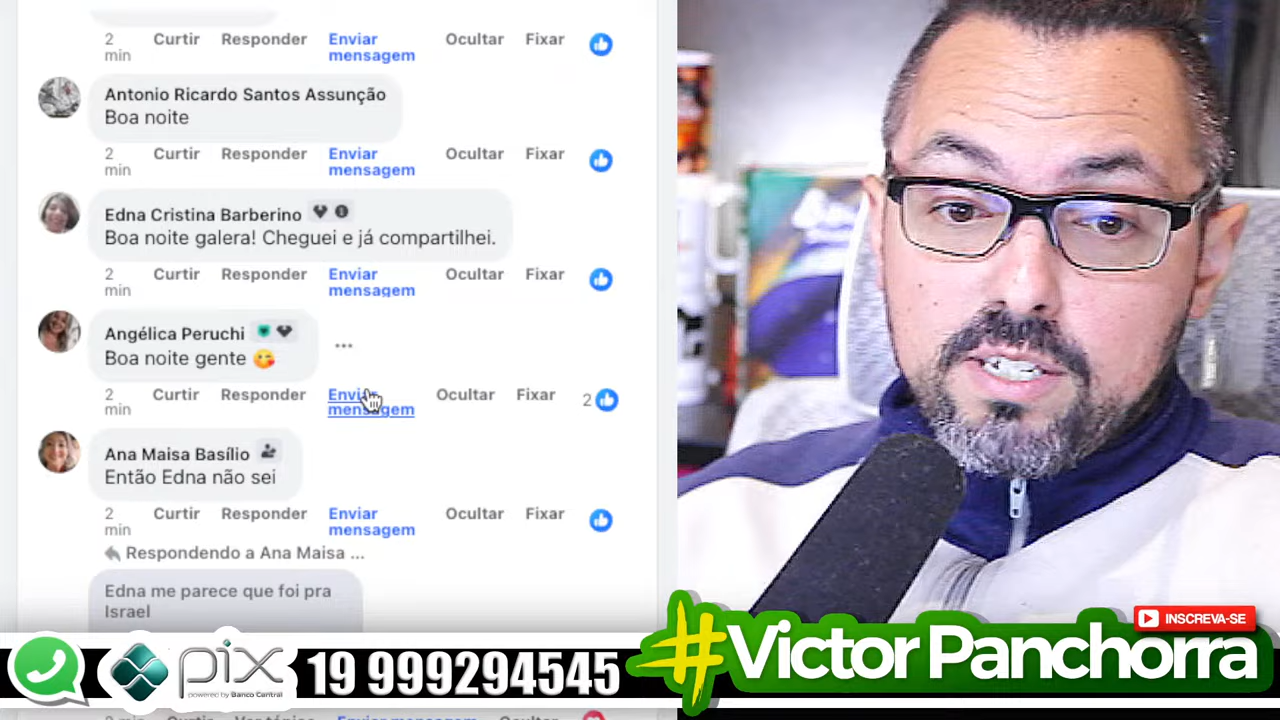 2 min Curtir Responder Enviar mensagem Ocultar Fixar
Antonio Ricardo Santos Assunção
Boa noite
2 min Curtir Responder Enviar mensagem Ocultar Fixar
Edna Cristina Barberino
Boa noite galera! Cheguei e já compartilhei.
2 min Curtir Responder Enviar mensagem Ocultar Fixar
Angélica Peruchi
Boa noite gente 😘
2 min Curtir Responder Enviar mensagem Ocultar Fixar 2
Ana Maisa Basílio
Então Edna não sei
2 min Curtir Responder Enviar mensagem Ocultar Fixar
Respondendo a Ana Maisa ...
Edna me parece que foi pra
Israel
pix
powered by Banco Central
19 999294545
INSCREVA-SE
#Victor Panchorra